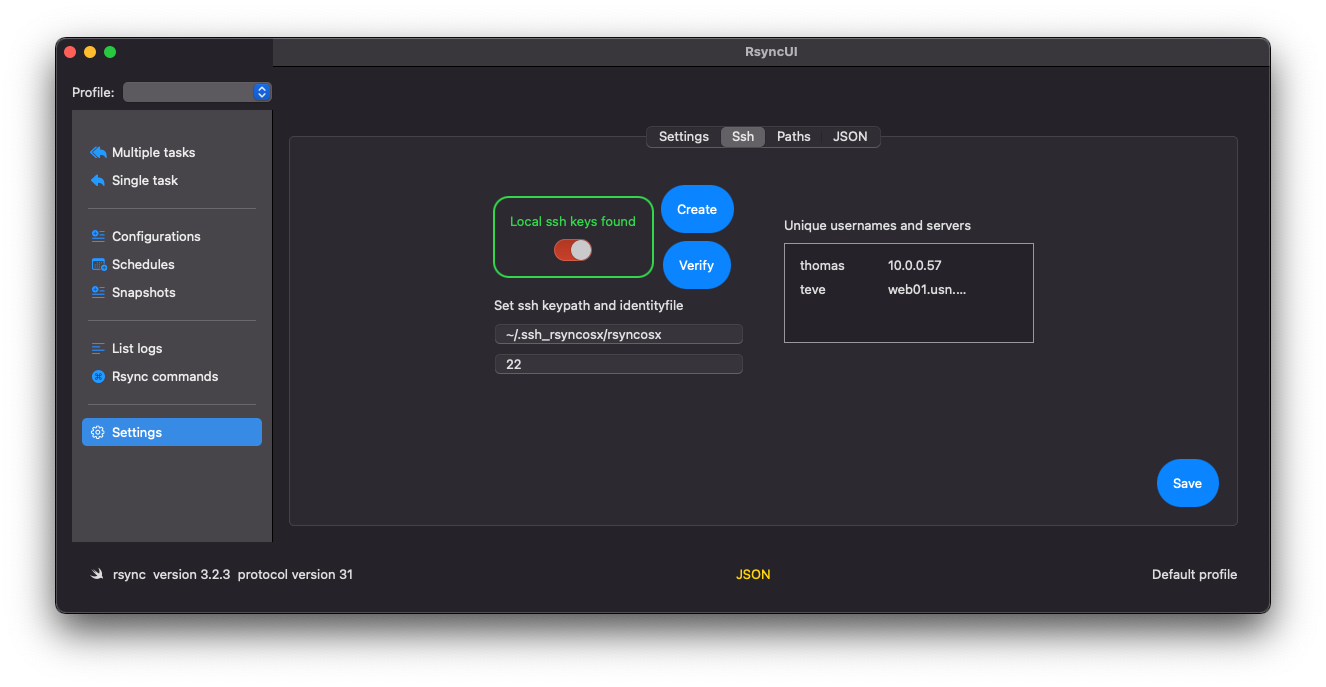 RsyncUI
Profile:
Multiple tasks
Single task
Configurations
Schedules
Snapshots
List logs
Rsync commands
Settings
Settings Ssh Paths JSON
Local ssh keys found
Create
Verify
Set ssh keypath and identityfile
~/.ssh_rsyncosx/rsyncosx
22
Unique usernames and servers
thomas 10.0.0.57
teve web01.usn....
Save
rsync version 3.2.3 protocol version 31
JSON
Default profile